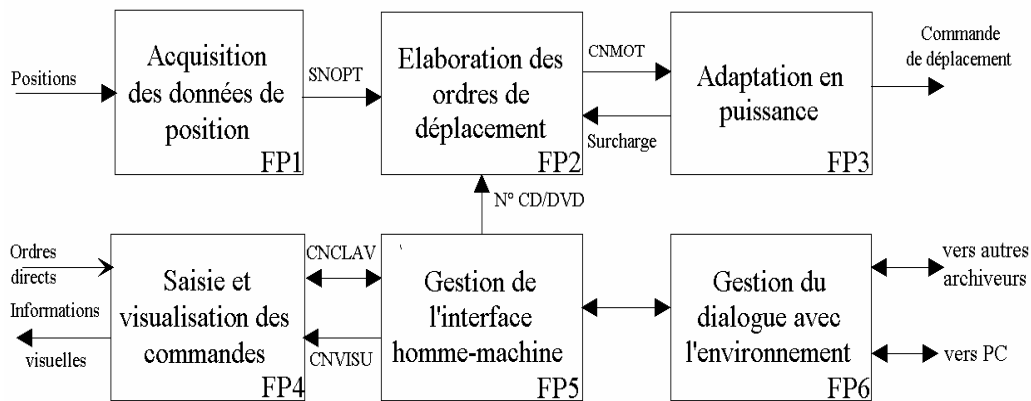 Positions
Acquisition
des données de
position
FP1
SNOPT
Elaboration des
ordres de
déplacement
FP2
CNMOT
Surcharge
Adaptation en
puissance
FP3
Commande
de déplacement
N° CD/DVD
Ordres
directs
Informations
visuelles
Saisie et
visualisation des
commandes
FP4
CNCLAV
CNVISU
Gestion de
l'interface
homme-machine
FP5
Gestion du
dialogue avec
l'environnement
FP6
vers autres
archiveurs
vers PC